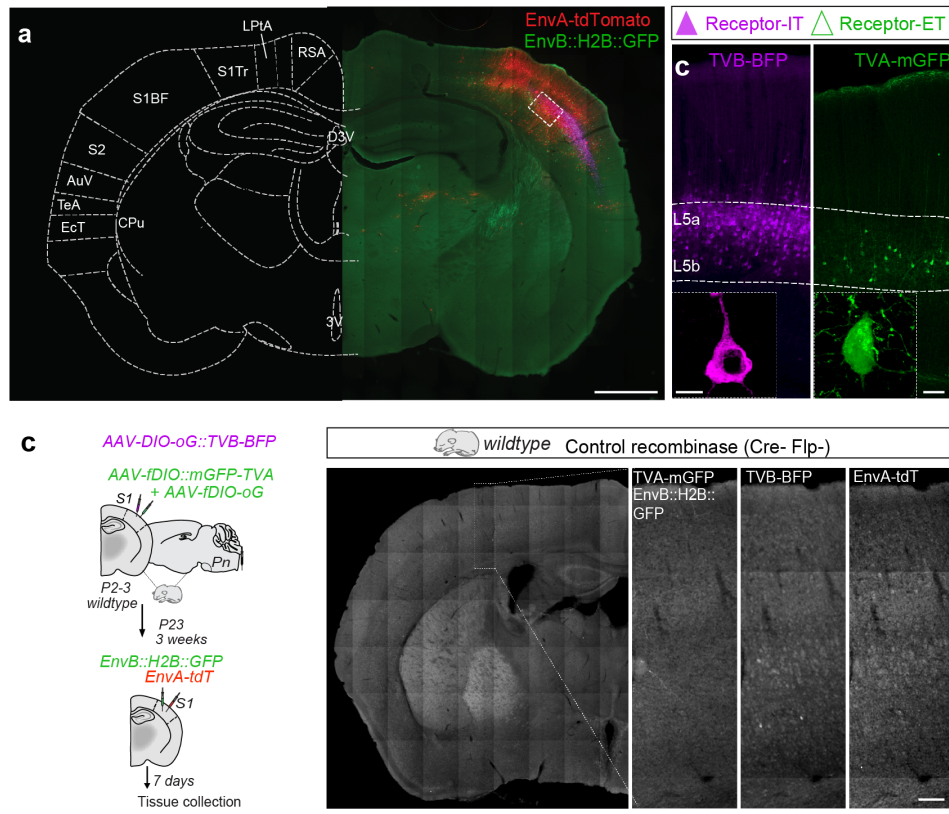 a
LPtA
RSA
S1Tr
S1BF
D3V
S2
AuV
TeA
EcT
CPu
3V
EnvA-tdTomato
EnvB::H2B::GFP
Receptor-IT
Receptor-ET
c
TVB-BFP
TVA-mGFP
L5a
L5b
c
AAV-DIO-oG::TVB-BFP
AAV-fDIO::mGFP-TVA
+ AAV-fDIO-oG
S1
Pn
P2-3
wildtype
P23
3 weeks
EnvB::H2B::GFP
EnvA-tdT
S1
7 days
Tissue collection
wildtype Control recombinase (Cre- Flp-)
TVA-mGFP
EnvB::H2B::
GFP
TVB-BFP
EnvA-tdT